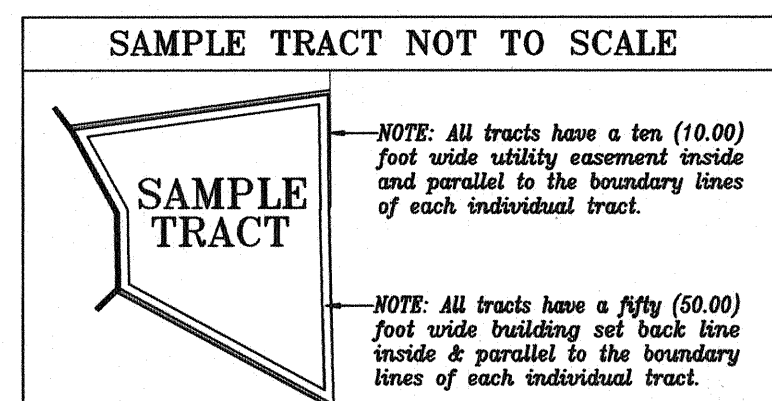 SAMPLE TRACT NOT TO SCALE
SAMPLE
TRACT
NOTE: All tracts have a ten (10.00)
foot wide utility easement inside
and parallel to the boundary lines
of each individual tract.
NOTE: All tracts have a fifty (50.00)
foot wide building set back line
inside & parallel to the boundary
lines of each individual tract.